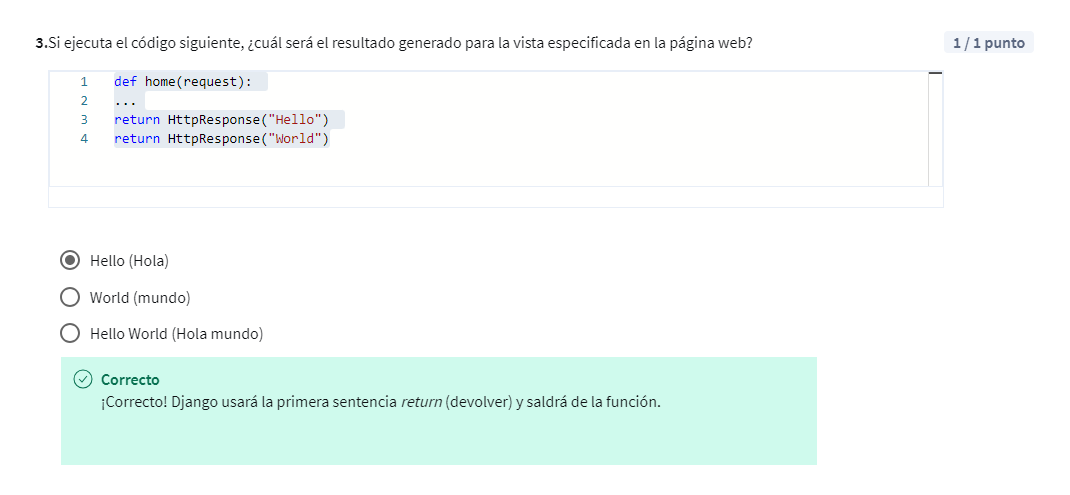 3.Si ejecuta el código siguiente, ¿cuál será el resultado generado para la vista especificada en la página web?
1 / 1 punto
1 def home(request):
2 ...
3 return HttpResponse("Hello")
4 return HttpResponse("World")
Hello (Hola)
World (mundo)
Hello World (Hola mundo)
Correcto
¡Correcto! Django usará la primera sentencia return (devolver) y saldrá de la función.